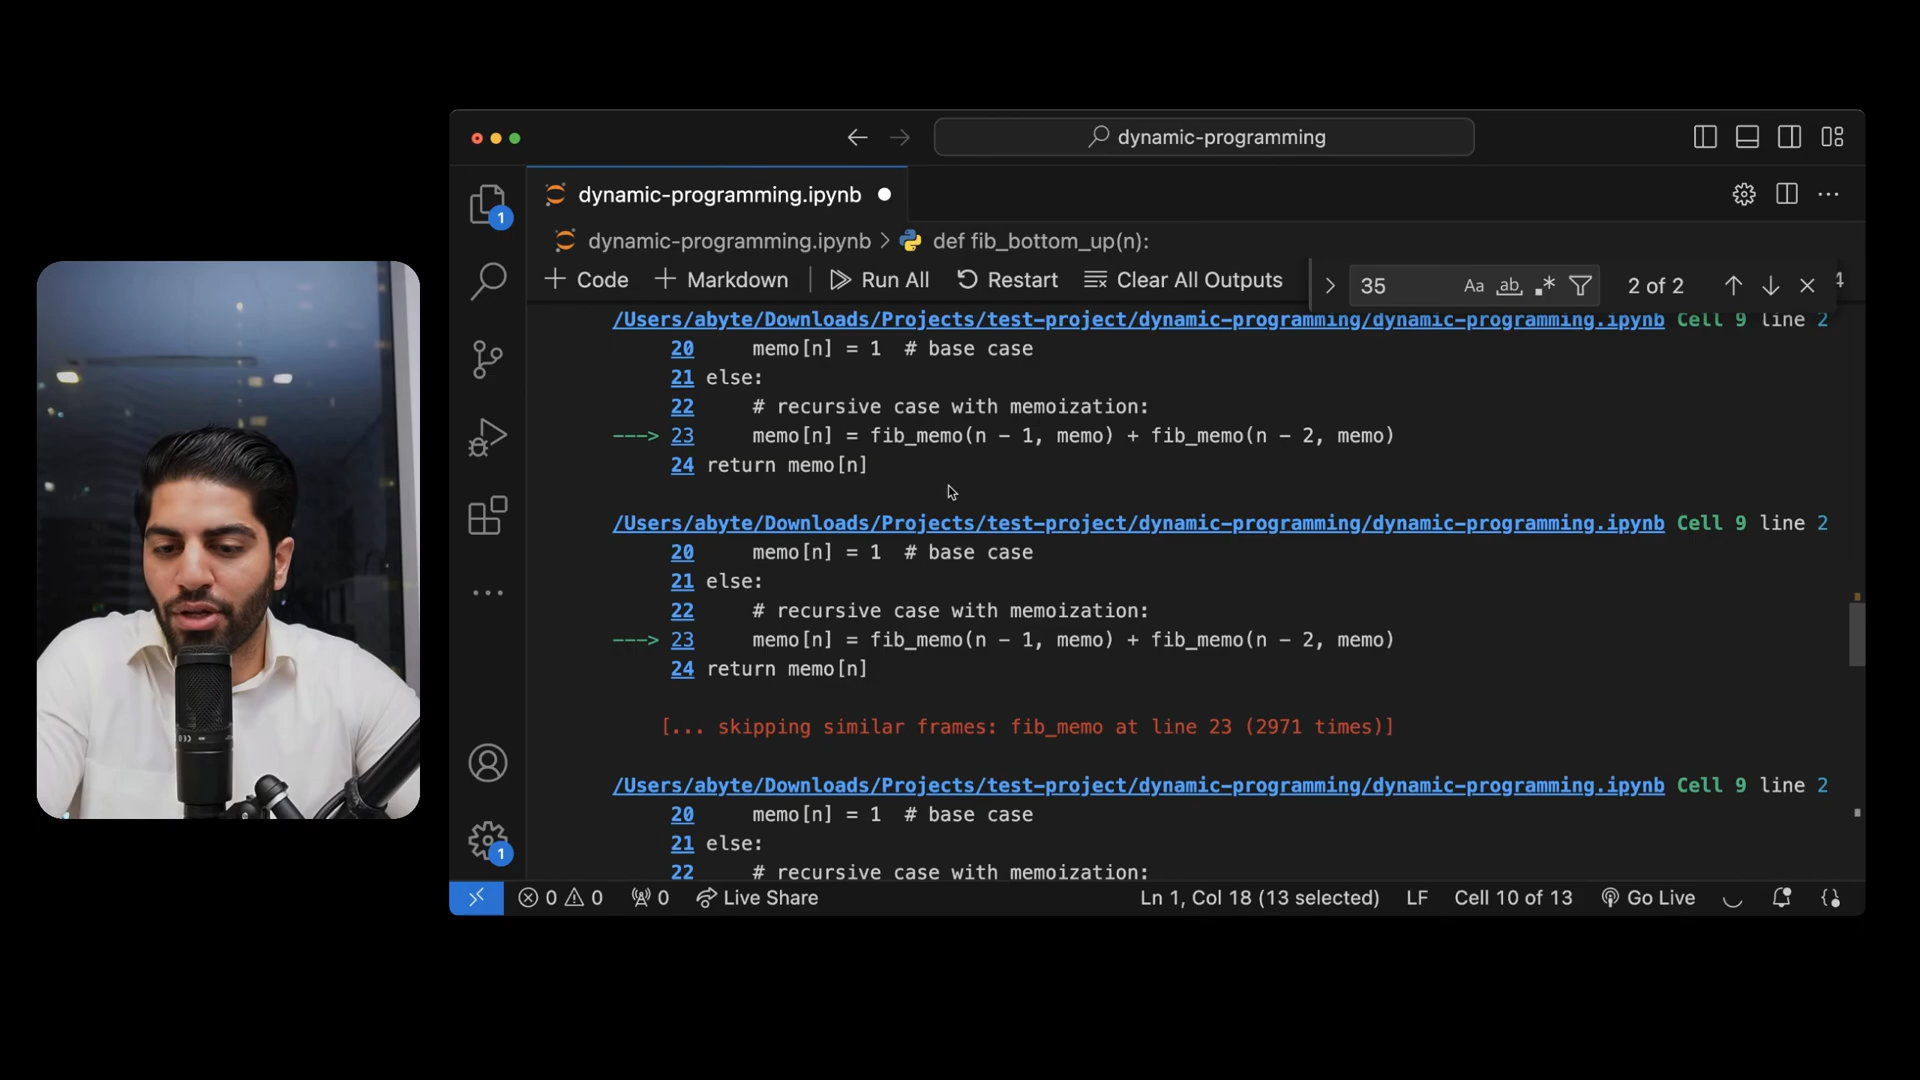 dynamic-programming
dynamic-programming.ipynb
1
dynamic-programming.ipynb > def fib_bottom_up(n):
+ Code + Markdown Run All Restart Clear All Outputs
35 Aa ab .* 2 of 2
/Users/abyte/Downloads/Projects/test-project/dynamic-programming/dynamic-programming.ipynb Cell 9 line 2
20 memo[n] = 1 # base case
21 else:
22 # recursive case with memoization:
---> 23 memo[n] = fib_memo(n - 1, memo) + fib_memo(n - 2, memo)
24 return memo[n]
/Users/abyte/Downloads/Projects/test-project/dynamic-programming/dynamic-programming.ipynb Cell 9 line 2
20 memo[n] = 1 # base case
21 else:
22 # recursive case with memoization:
---> 23 memo[n] = fib_memo(n - 1, memo) + fib_memo(n - 2, memo)
24 return memo[n]
[... skipping similar frames: fib_memo at line 23 (2971 times)]
/Users/abyte/Downloads/Projects/test-project/dynamic-programming/dynamic-programming.ipynb Cell 9 line 2
20 memo[n] = 1 # base case
21 else:
22 # recursive case with memoization:
1
0 0 0 Live Share Ln 1, Col 18 (13 selected) LF Cell 10 of 13 Go Live